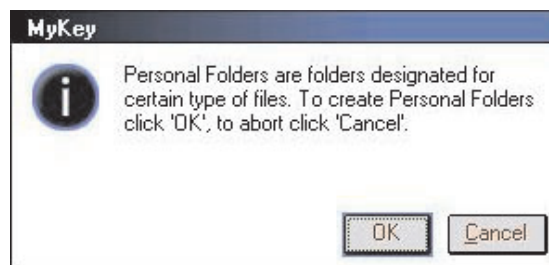 MyKey
Personal Folders are folders designated for
certain type of files. To create Personal Folders
click 'OK', to abort click 'Cancel'.
OK
Cancel